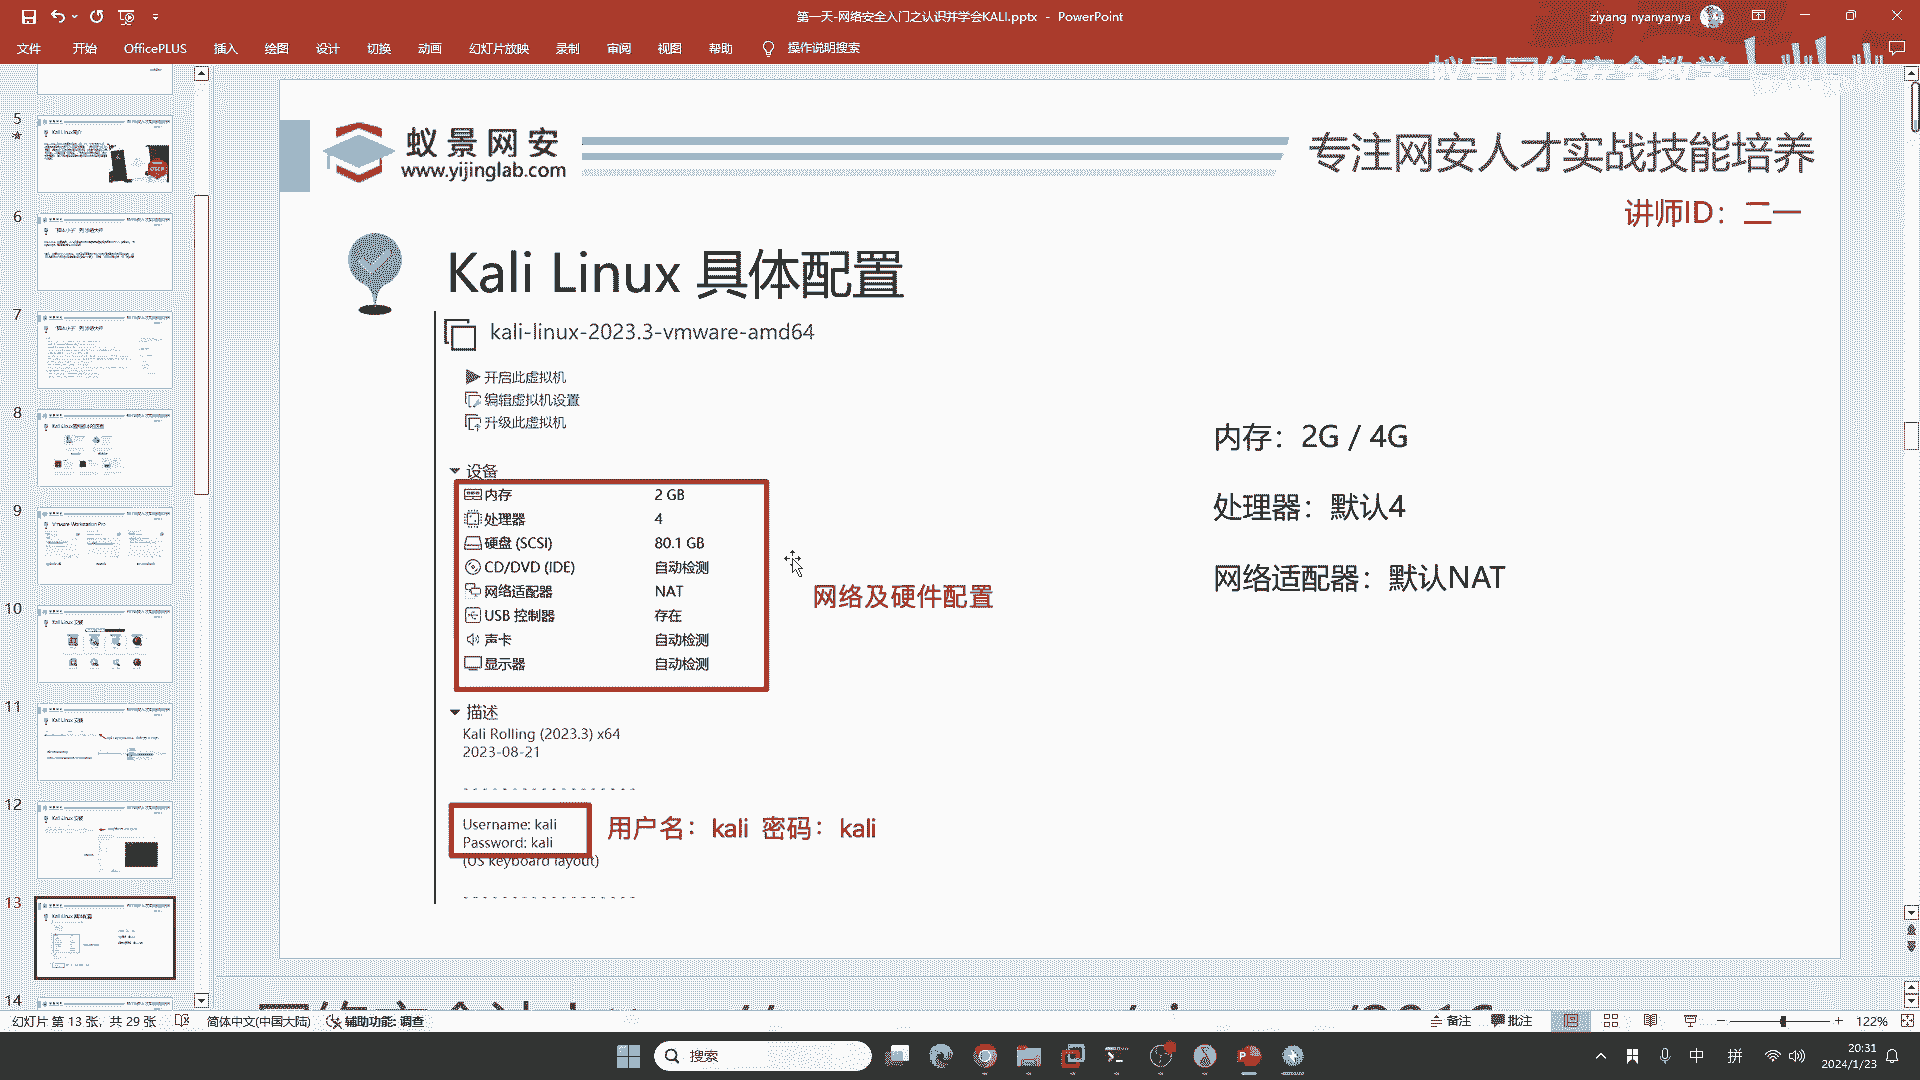 第一天-网络安全入门之认识并学会KALI.pptx - PowerPoint
ziyang nyanyanya
文件 开始 OfficePLUS 插入 绘图 设计 切换 动画 幻灯片放映 录制 审阅 视图 帮助 操作说明搜索
5
6
7
8
9
10
11
12
13
14
蚁景网安
www.yijinglab.com
专注网安人才实战技能培养
讲师ID：二一
Kali Linux 具体配置
kali-linux-2023.3-vmware-amd64
开启此虚拟机
编辑虚拟机设置
升级此虚拟机
设备
内存 2 GB
处理器 4
硬盘 (SCSI) 80.1 GB
CD/DVD (IDE) 自动检测
网络适配器 NAT
USB 控制器 存在
声卡 自动检测
显示器 自动检测
网络及硬件配置
内存：2G / 4G
处理器：默认4
网络适配器：默认NAT
描述
Kali Rolling (2023.3) x64
2023-08-21
Username: kali
Password: kali
(US keyboard layout)
用户名：kali 密码：kali
幻灯片 第 13 张，共 29 张 简体中文(中国大陆) 辅助功能: 调查
备注 批注 122%
搜索
中 拼
20:31
2024/1/23